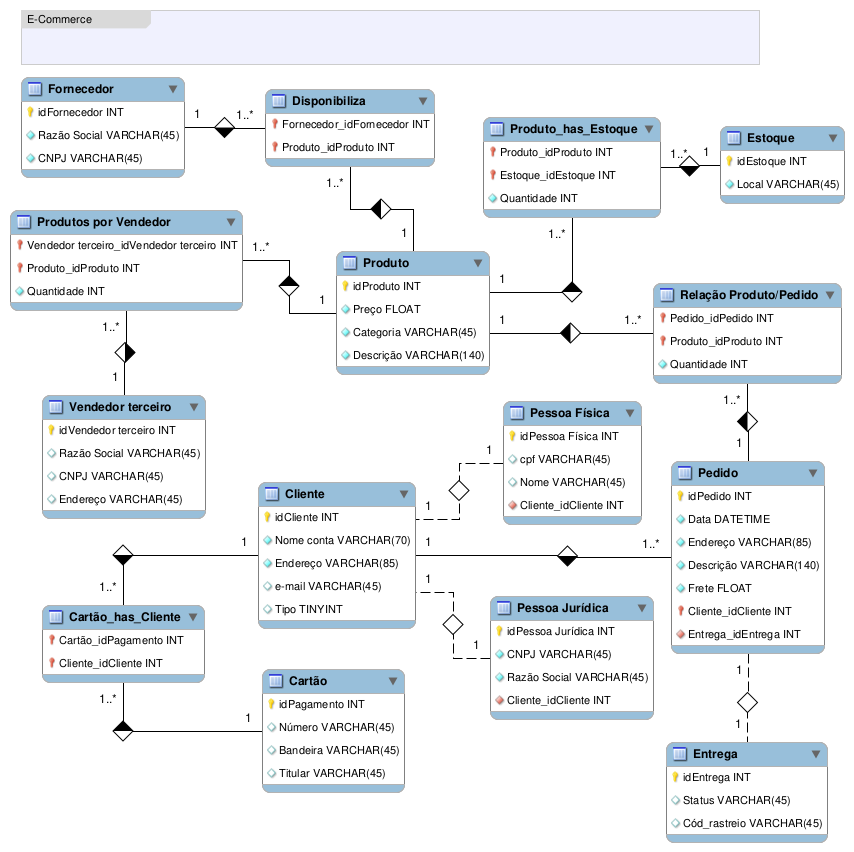 E-Commerce
Fornecedor
idFornecedor INT
Razão Social VARCHAR(45)
CNPJ VARCHAR(45)
1
1..*
Disponibiliza
Fornecedor_idFornecedor INT
Produto_idProduto INT
1..*
1
Produto_has_Estoque
Produto_idProduto INT
Estoque_idEstoque INT
Quantidade INT
1..*
1
Estoque
idEstoque INT
Local VARCHAR(45)
1..*
1
Produtos por Vendedor
Vendedor terceiro_idVendedor terceiro INT
Produto_idProduto INT
Quantidade INT
1..*
1
1..*
1
Produto
idProduto INT
Preço FLOAT
Categoria VARCHAR(45)
Descrição VARCHAR(140)
1
1..*
Relação Produto/Pedido
Pedido_idPedido INT
Produto_idProduto INT
Quantidade INT
1..*
1
Vendedor terceiro
idVendedor terceiro INT
Razão Social VARCHAR(45)
CNPJ VARCHAR(45)
Endereço VARCHAR(45)
Pessoa Física
idPessoa Física INT
cpf VARCHAR(45)
Nome VARCHAR(45)
Cliente_idCliente INT
1
1
Cliente
idCliente INT
Nome conta VARCHAR(70)
Endereço VARCHAR(85)
e-mail VARCHAR(45)
Tipo TINYINT
1
1..*
1
1
Pedido
idPedido INT
Data DATETIME
Endereço VARCHAR(85)
Descrição VARCHAR(140)
Frete FLOAT
Cliente_idCliente INT
Entrega_idEntrega INT
1
1
1
1..*
Cartão_has_Cliente
Cartão_idPagamento INT
Cliente_idCliente INT
1..*
1
Pessoa Jurídica
idPessoa Jurídica INT
CNPJ VARCHAR(45)
Razão Social VARCHAR(45)
Cliente_idCliente INT
Cartão
idPagamento INT
Número VARCHAR(45)
Bandeira VARCHAR(45)
Titular VARCHAR(45)
Entrega
idEntrega INT
Status VARCHAR(45)
Cód_rastreio VARCHAR(45)